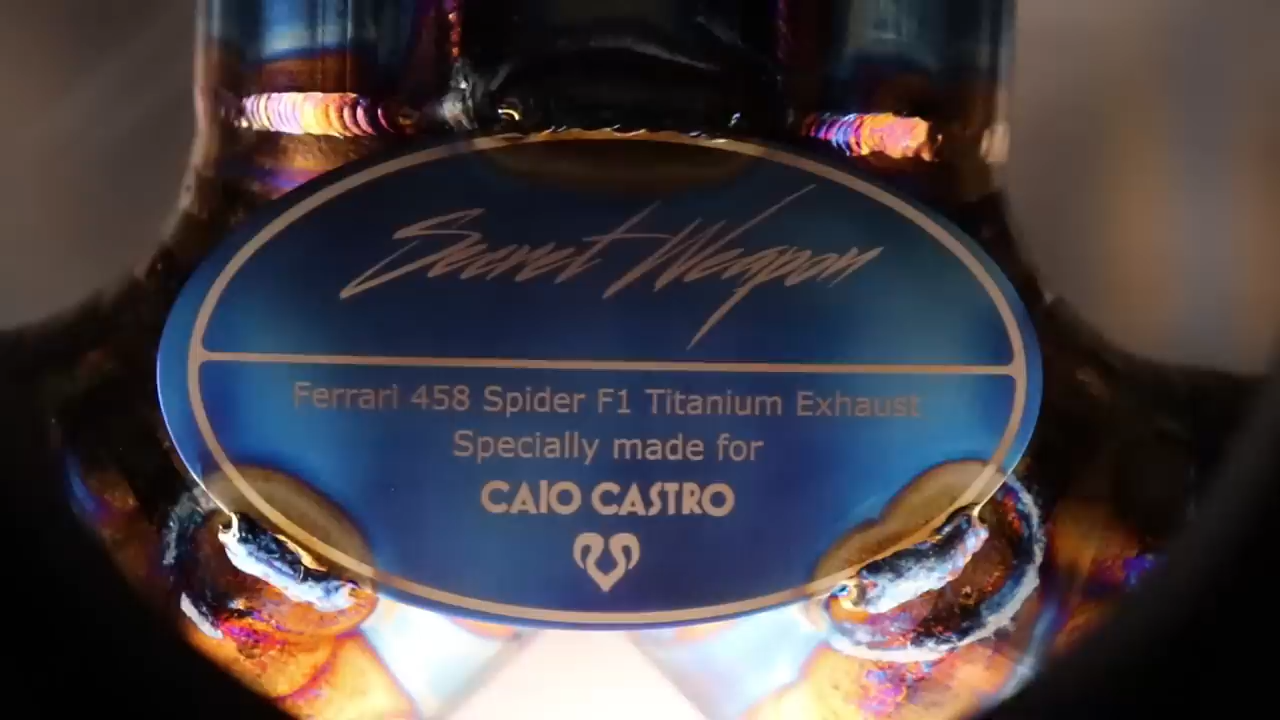 Secret Weapon
Ferrari 458 Spider F1 Titanium Exhaust
Specially made for
CAIO CASTRO